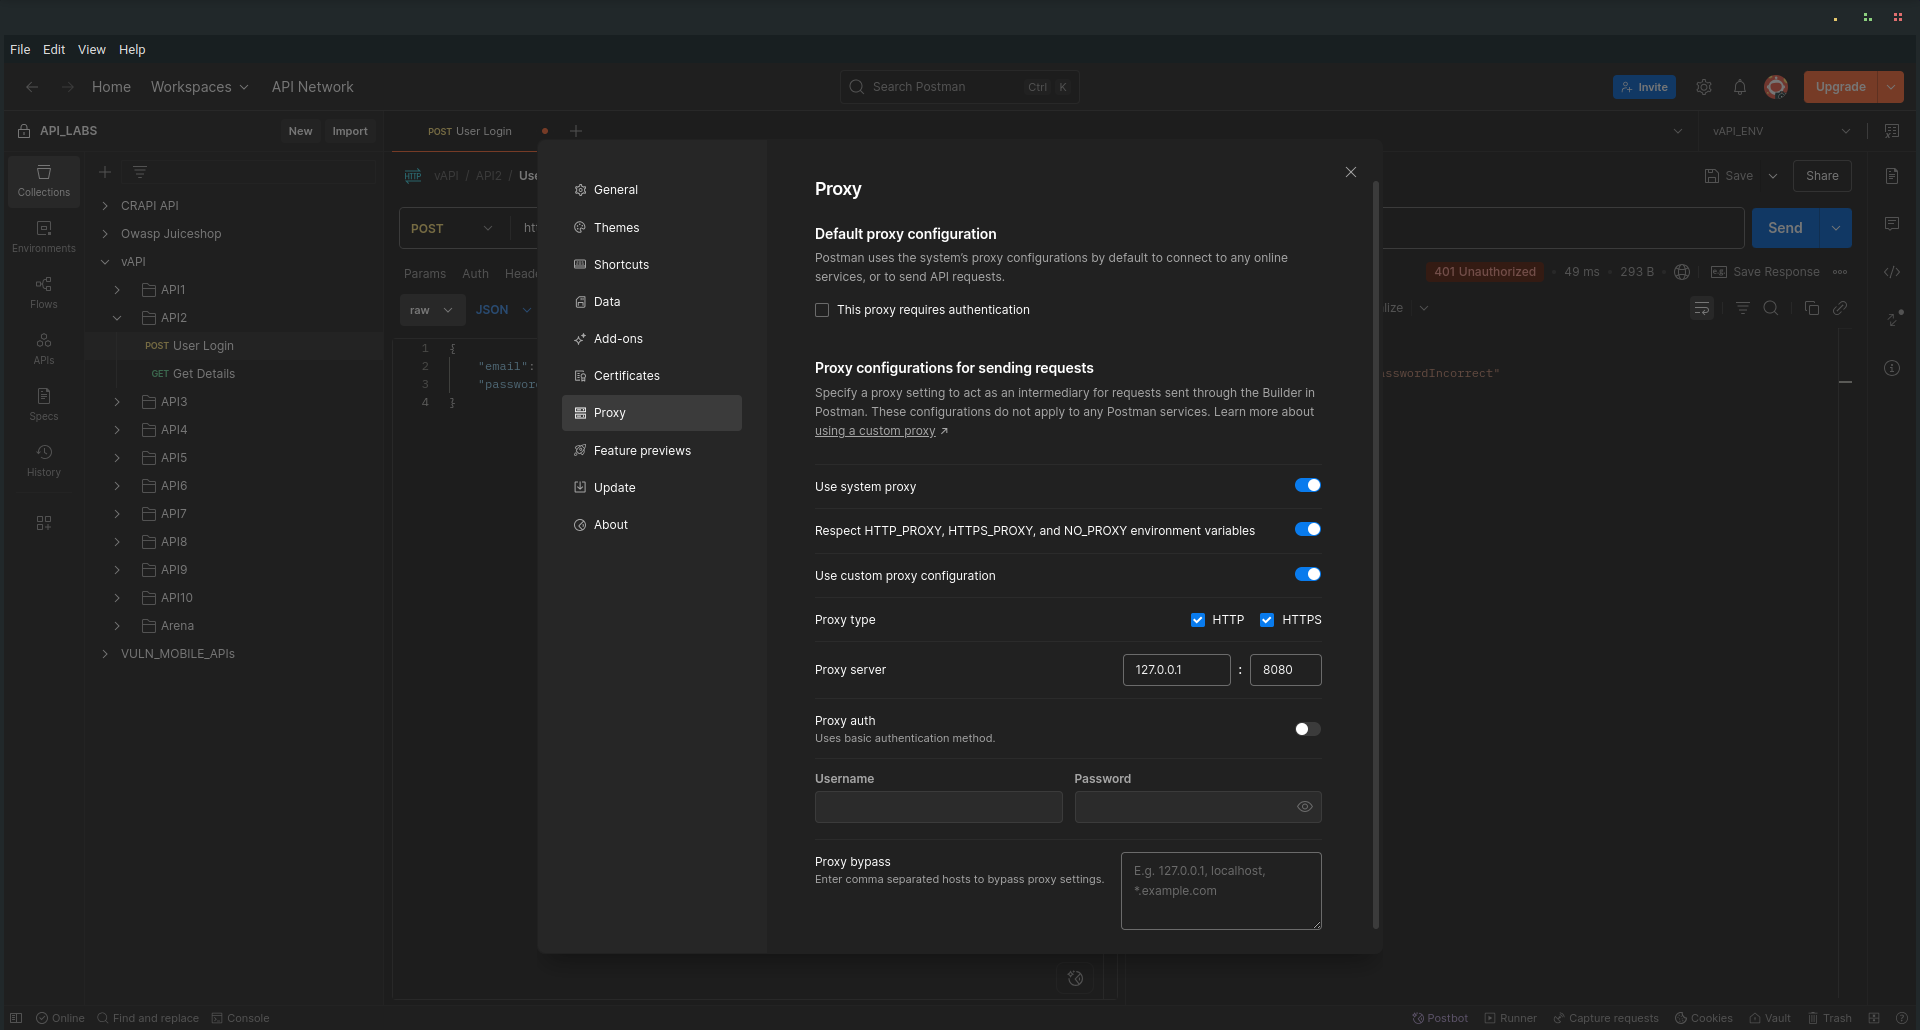 File Edit View Help
Home Workspaces API Network
Search Postman Ctrl K
Invite Upgrade
API_LABS New Import
POST User Login
vAPI_ENV
Collections
Environments
Flows
APIs
Specs
History
CRAPI API
Owasp Juiceshop
vAPI
API1
API2
POST User Login
GET Get Details
API3
API4
API5
API6
API7
API8
API9
API10
Arena
VULN_MOBILE_APIs
HTTP vAPI / API2 /
Save Share
POST
Send
Params Auth
401 Unauthorized 49 ms 293 B Save Response
raw JSON
1 {
2 "email":
3
4 }
General
Themes
Shortcuts
Data
Add-ons
Certificates
Proxy
Feature previews
Update
About
Proxy
Default proxy configuration
Postman uses the system’s proxy configurations by default to connect to any online
services, or to send API requests.
This proxy requires authentication
Proxy configurations for sending requests
Specify a proxy setting to act as an intermediary for requests sent through the Builder in
Postman. These configurations do not apply to any Postman services. Learn more about
using a custom proxy ↗
Use system proxy
Respect HTTP_PROXY, HTTPS_PROXY, and NO_PROXY environment variables
Use custom proxy configuration
Proxy type HTTP HTTPS
Proxy server 127.0.0.1 : 8080
Proxy auth
Uses basic authentication method.
Username Password
Proxy bypass
Enter comma separated hosts to bypass proxy settings.
E.g. 127.0.0.1, localhost,
*.example.com
Online Find and replace Console
Postbot Runner Capture requests Cookies Vault Trash